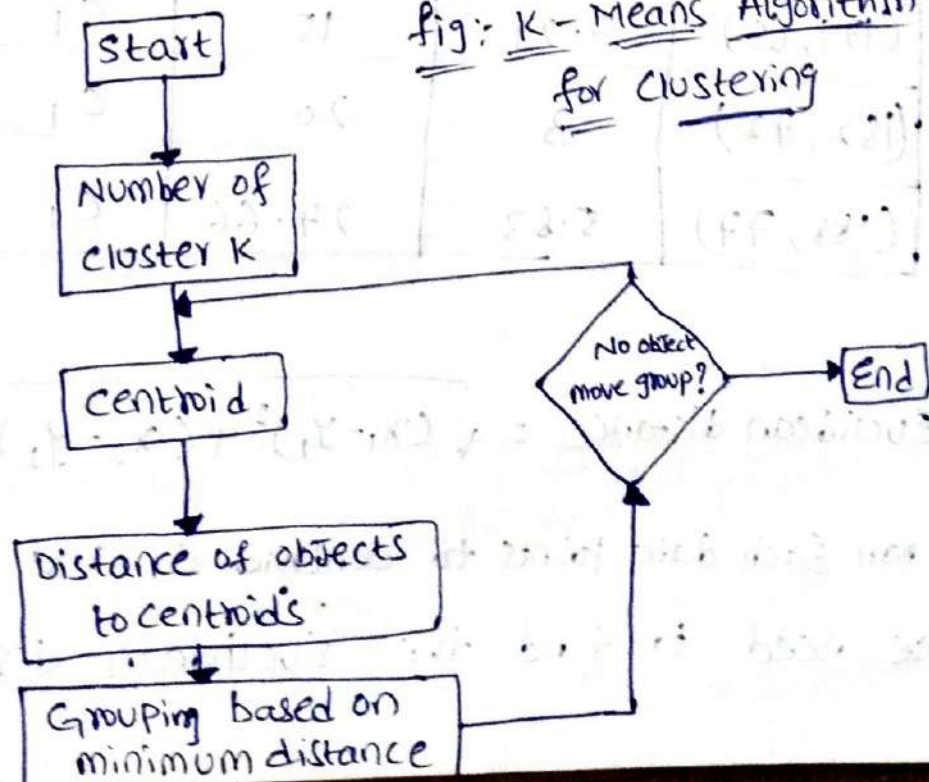 fig: K - Means Algorithm
for Clustering
Start
Number of
cluster K
centroid
Distance of objects
to centroids
Grouping based on
minimum distance
No object
move group?
End